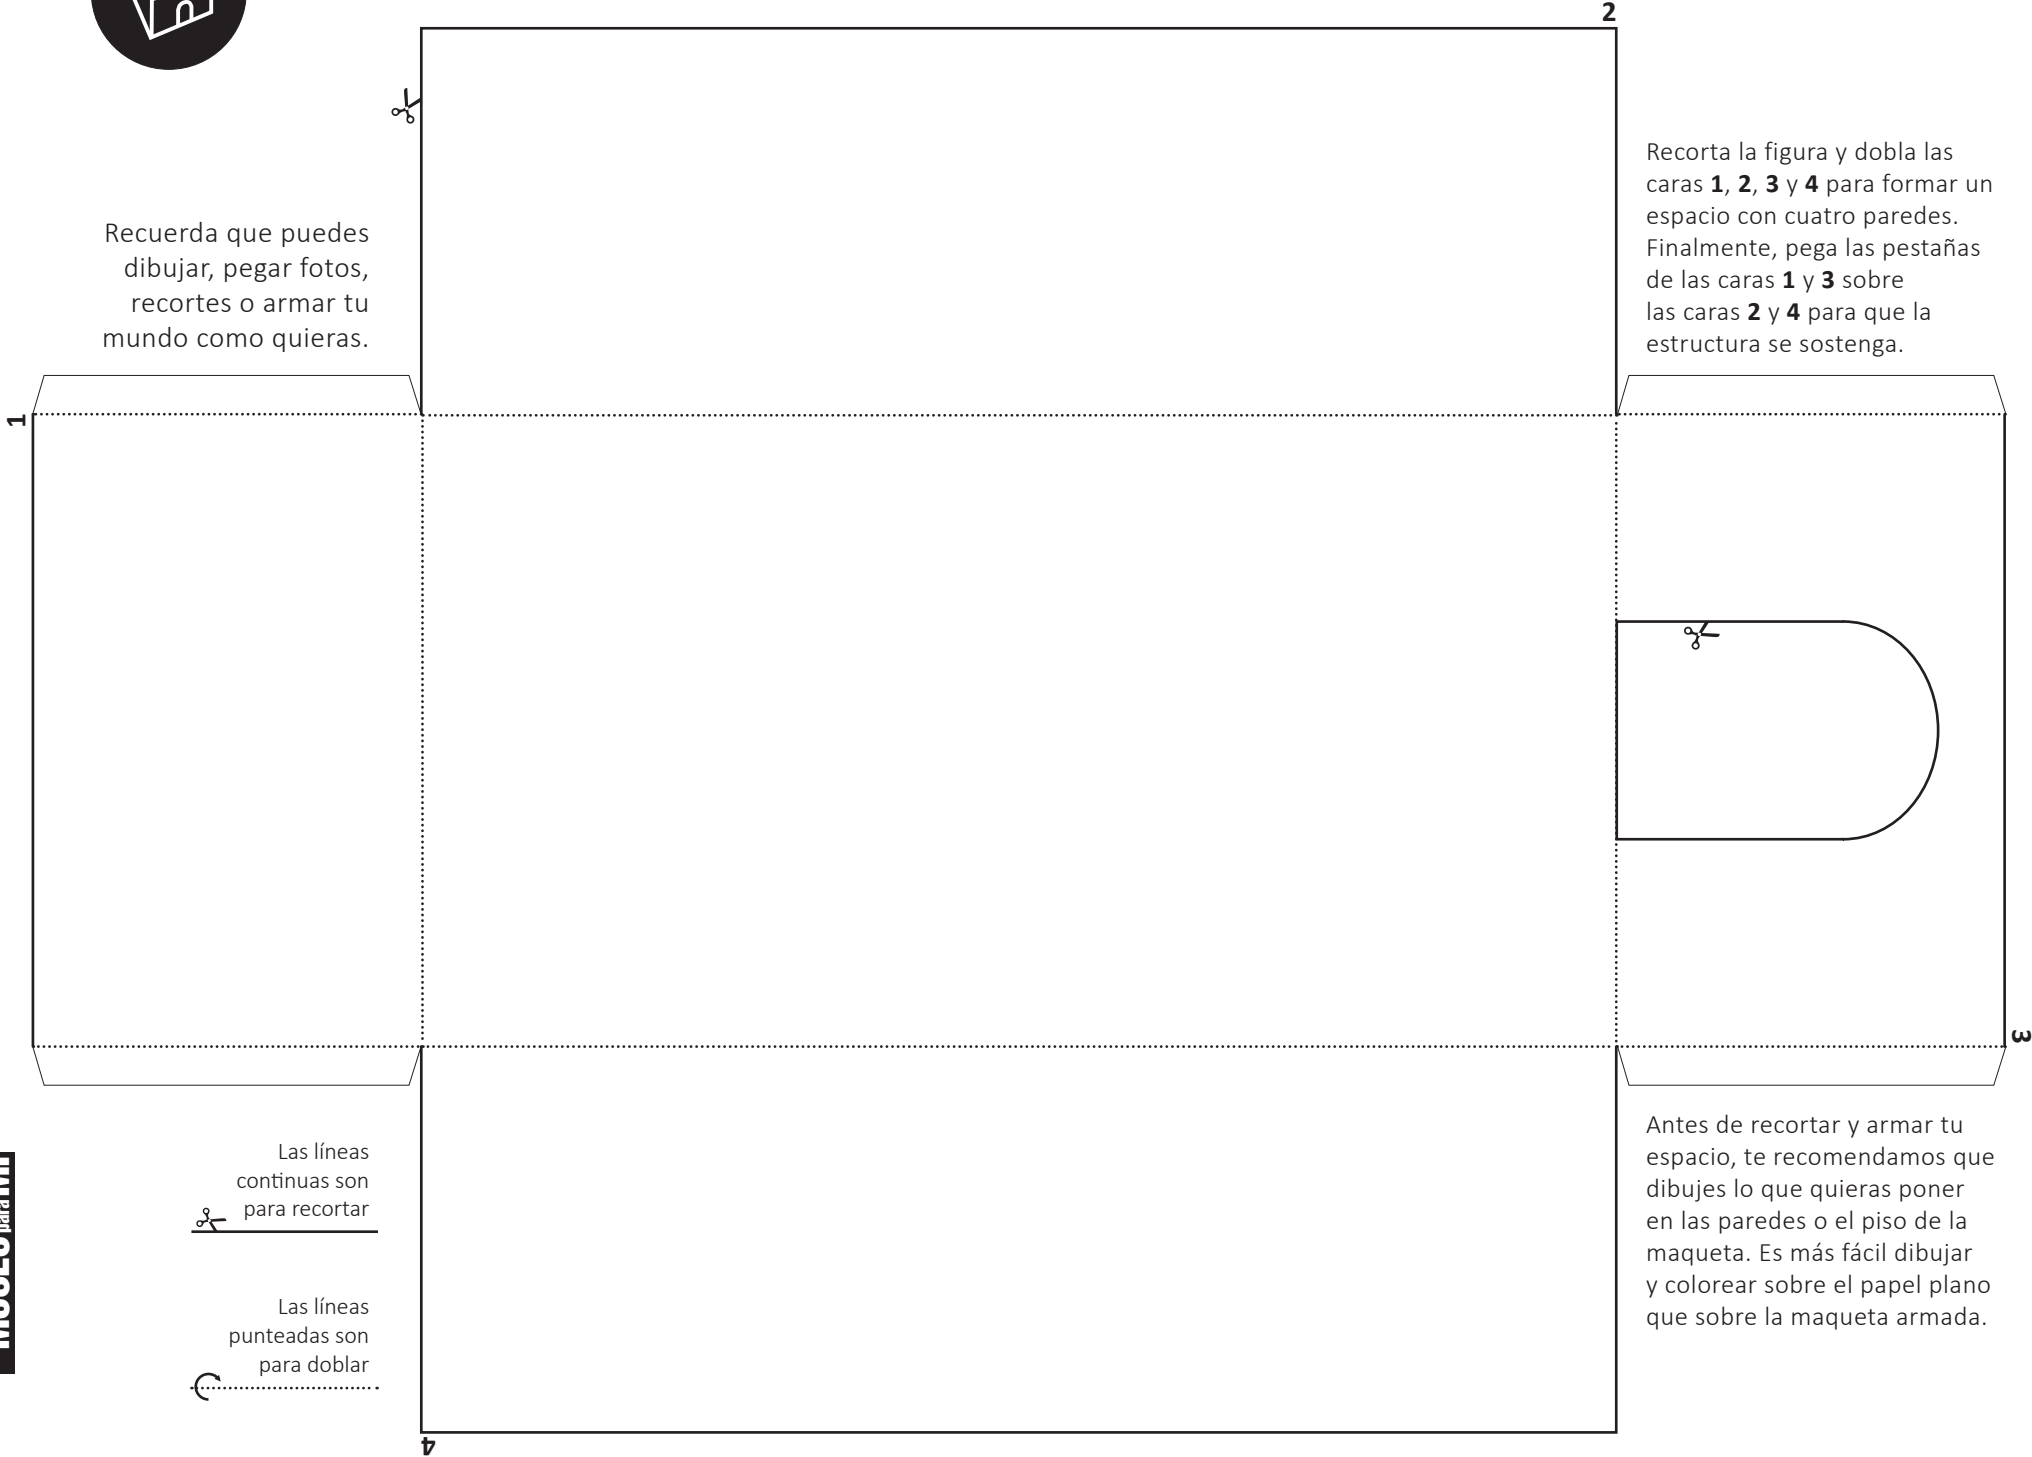 2
Recuerda que puedes
dibujar, pegar fotos,
recortes o armar tu
mundo como quieras.
Recorta la figura y dobla las
caras 1, 2, 3 y 4 para formar un
espacio con cuatro paredes.
Finalmente, pega las pestañas
de las caras 1 y 3 sobre
las caras 2 y 4 para que la
estructura se sostenga.
1
3
Las líneas
continuas son
para recortar
Las líneas
punteadas son
para doblar
Antes de recortar y armar tu
espacio, te recomendamos que
dibujes lo que quieras poner
en las paredes o el piso de la
maqueta. Es más fácil dibujar
y colorear sobre el papel plano
que sobre la maqueta armada.
4
para